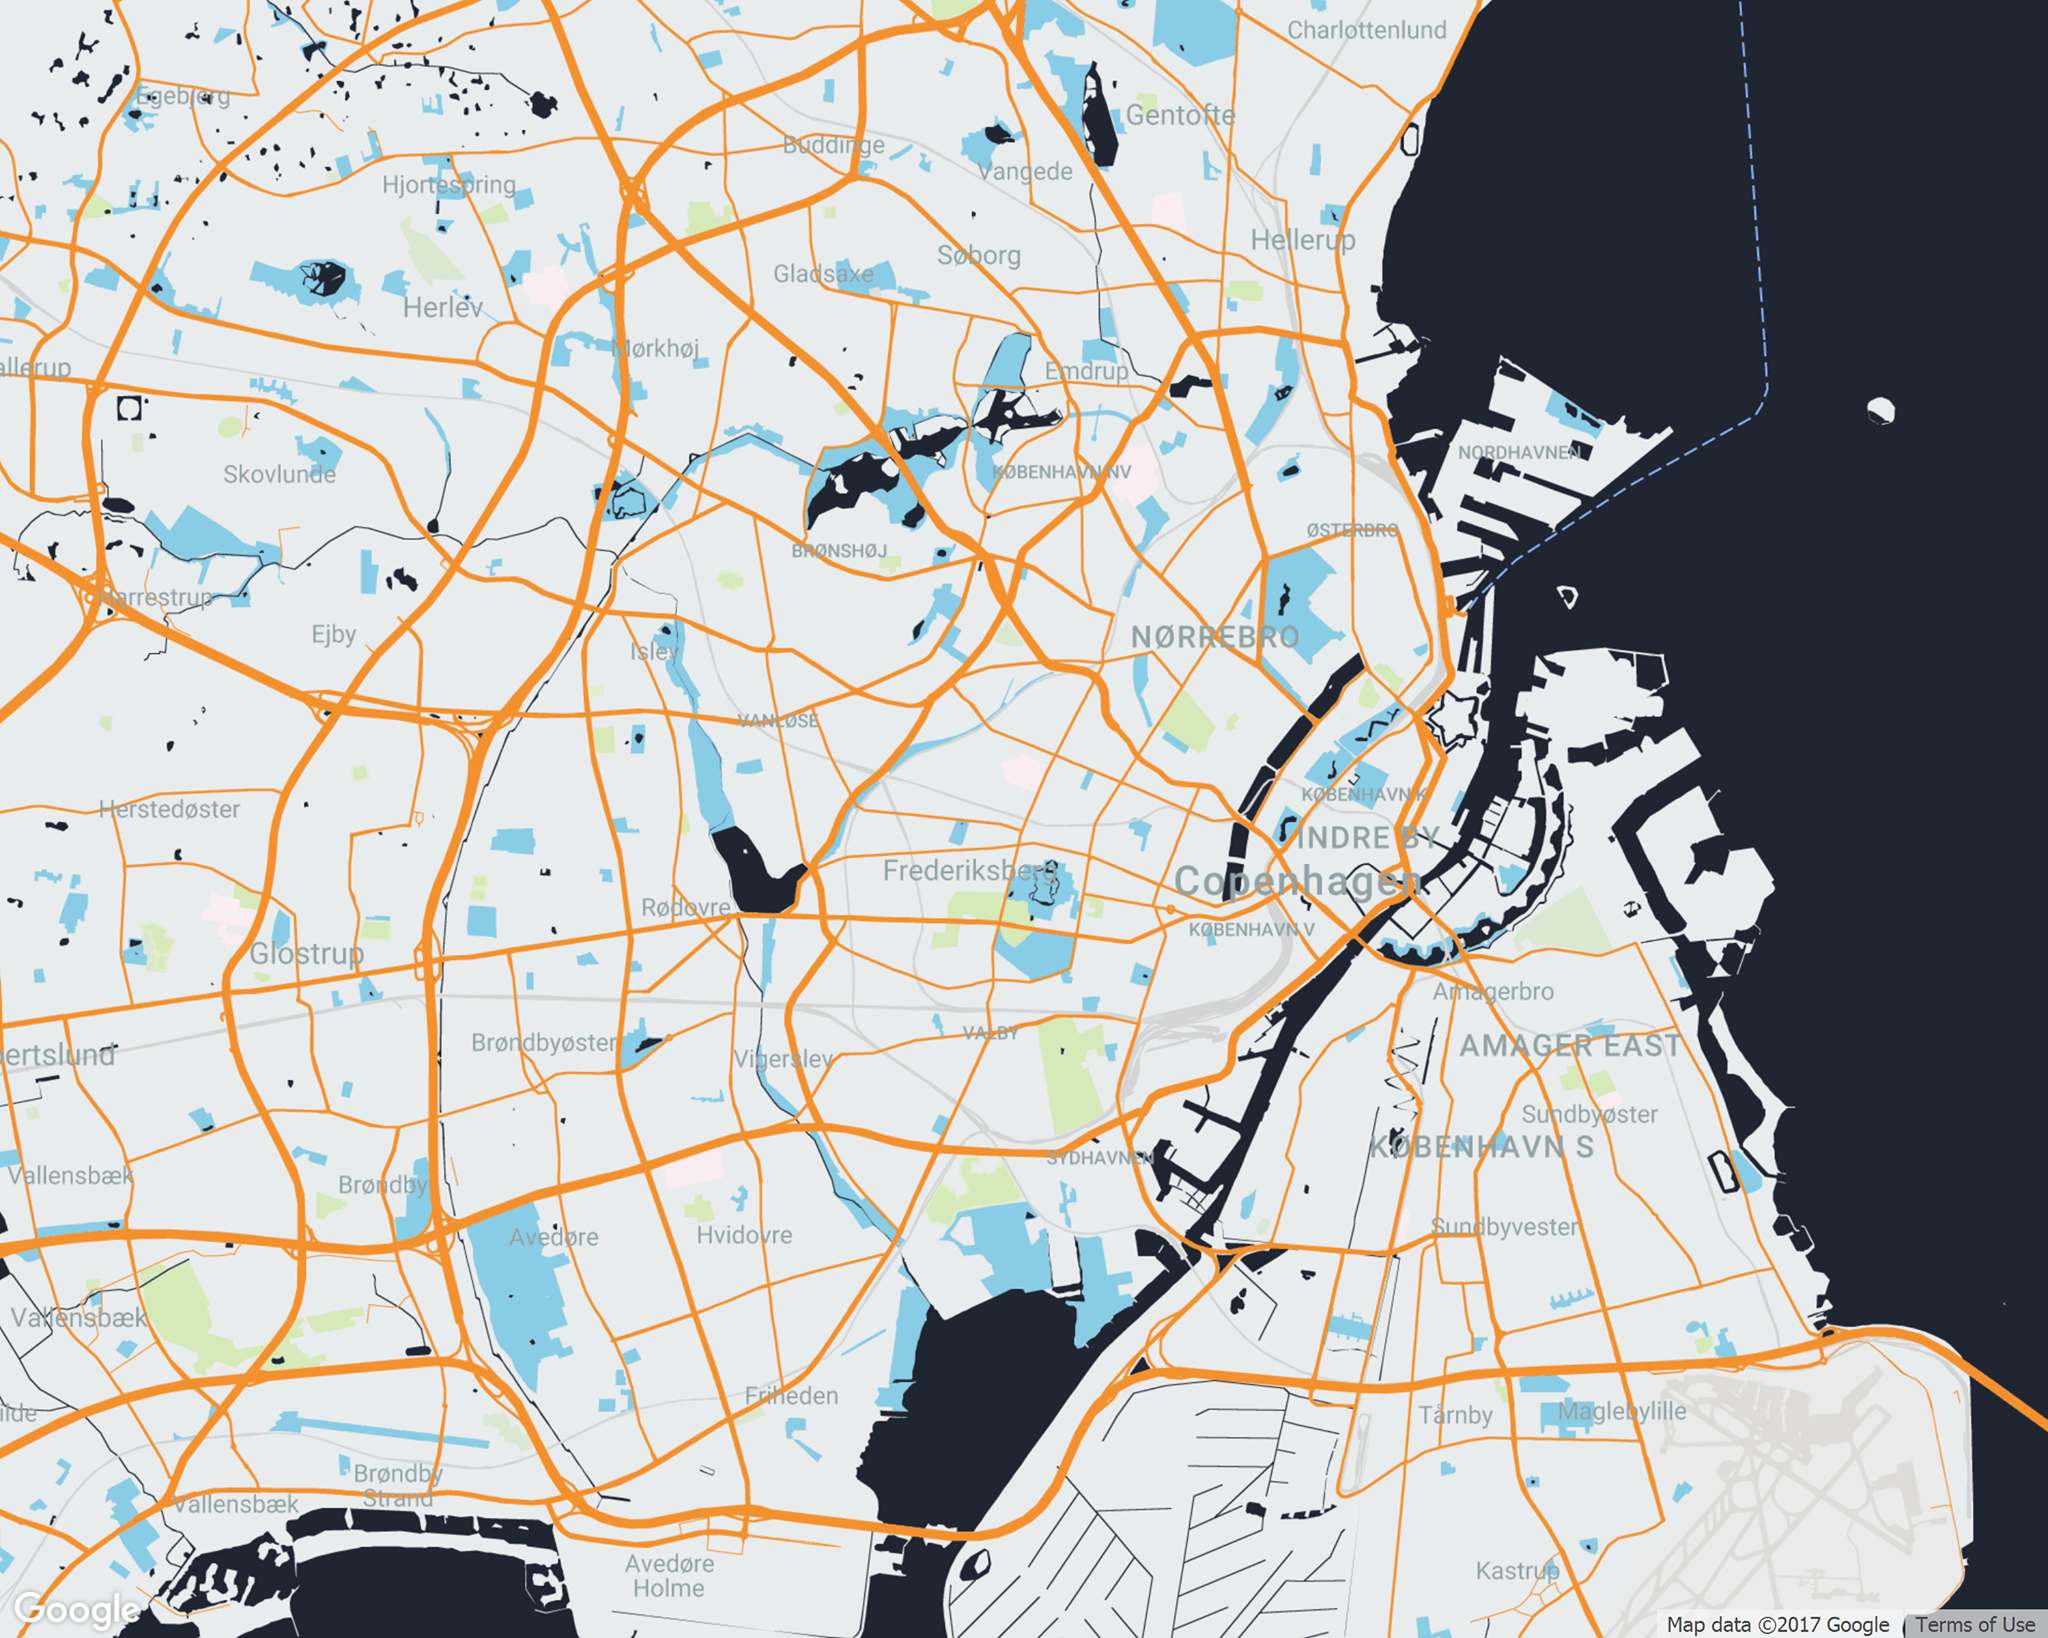 Charlottenlund
Egebjerg
Gentofte
Buddinge
Vangede
Hjortespring
Hellerup
Søborg
Gladsaxe
Herlev
Mørkhøj
allerup
Emdrup
NORDHAVNEN
KØBENHAVN NV
Skovlunde
ØSTERBRO
BRØNSHØJ
Harrestrup
Ejby
NØRREBRO
Islev
VANLØSE
KØBENHAVN K
Herstedøster
INDRE BY
Frederiksberg
Copenhagen
Rødovre
KØBENHAVN V
Glostrup
Amagerbro
VALBY
Brøndbyøster
AMAGER EAST
bertslund
Vigerslev
Sundbyøster
KØBENHAVN S
SYDHAVNEN
Vallensbæk
Brøndby
Sundbyvester
Avedøre
Hvidovre
Vallensbæk
Friheden
ilde
Tårnby
Maglebylille
Brøndby
Strand
Vallensbæk
Avedøre
Holme
Kastrup
Google
Map data ©2017 Google
Terms of Use